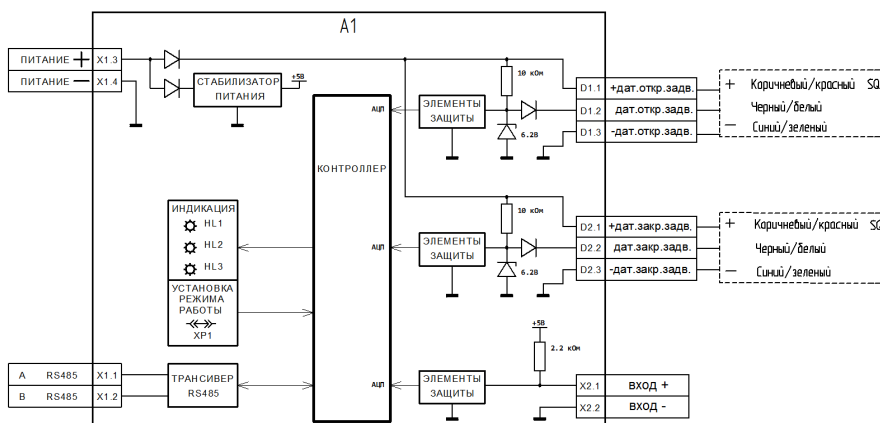 A1
ПИТАНИЕ + X1.3
ПИТАНИЕ — X1.4
СТАБИЛИЗАТОР
ПИТАНИЯ
+5В
КОНТРОЛЛЕР
АЦП
ЭЛЕМЕНТЫ
ЗАЩИТЫ
10 кОм
6.2В
D1.1 +дат.откр.задв.
D1.2 дат.откр.задв.
D1.3 -дат.откр.задв.
+ Коричневый/красный SQ
Черный/белый
— Синий/зеленый
ИНДИКАЦИЯ
HL1
HL2
HL3
УСТАНОВКА
РЕЖИМА
РАБОТЫ
XP1
АЦП
ЭЛЕМЕНТЫ
ЗАЩИТЫ
10 кОм
6.2В
D2.1 +дат.закр.задв.
D2.2 дат.закр.задв.
D2.3 -дат.закр.задв.
+ Коричневый/красный SQ
Черный/белый
— Синий/зеленый
A RS485 X1.1
B RS485 X1.2
ТРАНСИВЕР
RS485
АЦП
ЭЛЕМЕНТЫ
ЗАЩИТЫ
+5В
2.2 кОм
X2.1 вход +
X2.2 вход -